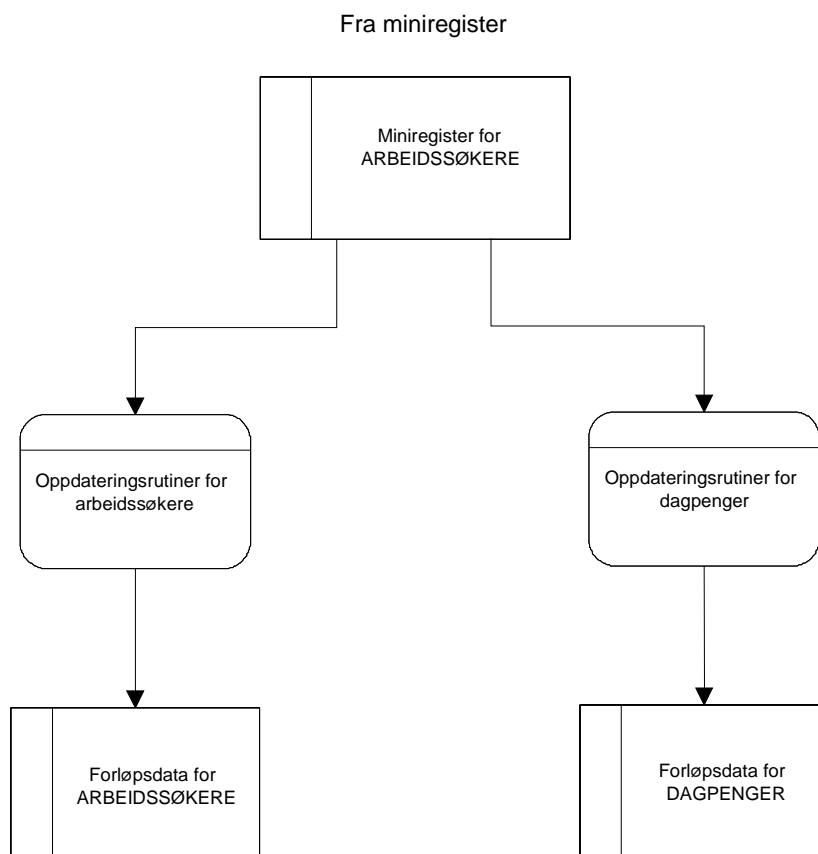 Fra miniregister
Miniregister for
ARBEIDSSØKERE
Oppdateringsrutiner for
arbeidssøkere
Oppdateringsrutiner for
dagpenger
Forløpsdata for
ARBEIDSSØKERE
Forløpsdata for
DAGPENGER